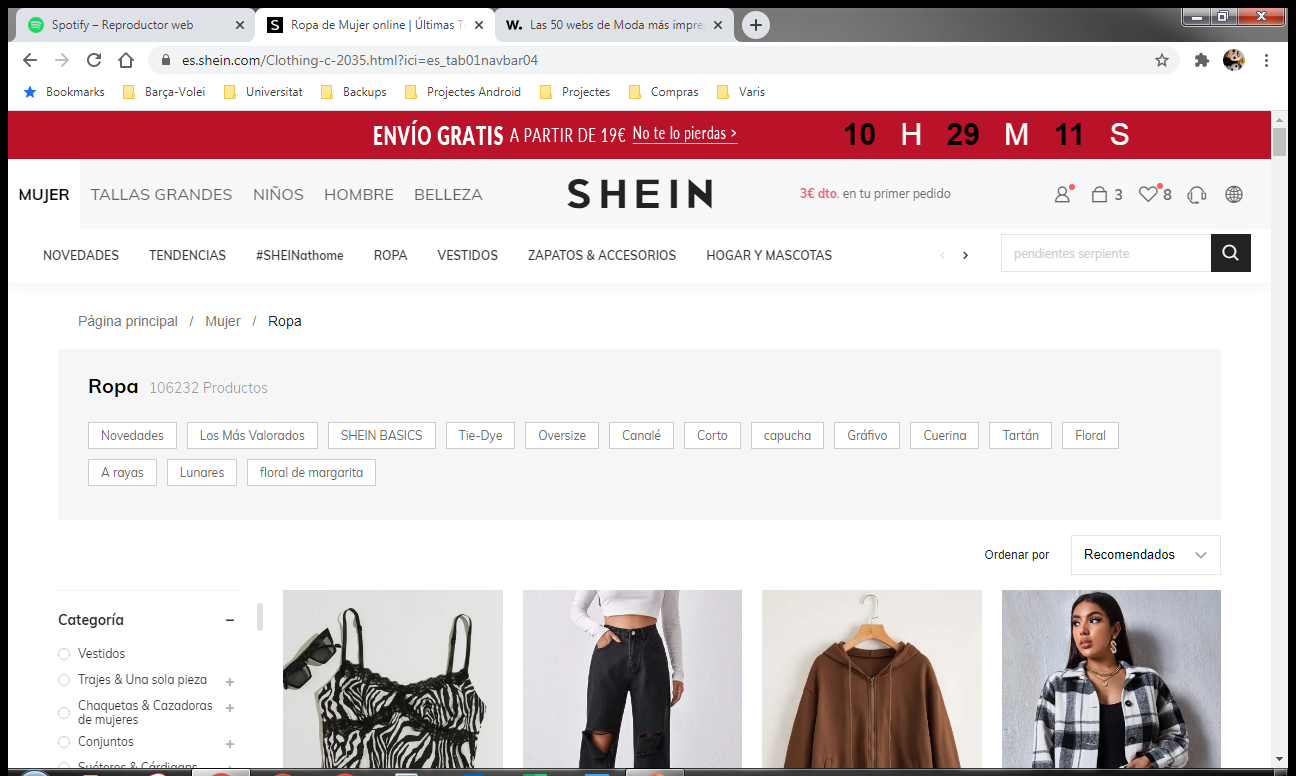 Spotify – Reproductor web
Ropa de Mujer online | Últimas T
W. Las 50 webs de Moda más impre
es.shein.com/Clothing-c-2035.html?ici=es_tab01navbar04
Bookmarks Barça-Volei Universitat Backups Projectes Android Projectes Compras Varis
ENVÍO GRATIS A PARTIR DE 19€ No te lo pierdas > 10 H 29 M 11 S
MUJER TALLAS GRANDES NIÑOS HOMBRE BELLEZA SHEIN 3€ dto. en tu primer pedido 3 8
NOVEDADES TENDENCIAS #SHEINathome ROPA VESTIDOS ZAPATOS & ACCESORIOS HOGAR Y MASCOTAS pendientes serpiente
Página principal / Mujer / Ropa
Ropa 106232 Productos
Novedades Los Más Valorados SHEIN BASICS Tie-Dye Oversize Canalé Corto capucha Gráfivo Cuerina Tartán Floral
A rayas Lunares floral de margarita
Ordenar por Recomendados
Categoría
Vestidos
Trajes & Una sola pieza
Chaquetas & Cazadoras
de mujeres
Conjuntos
Suéteres & Cárdigans